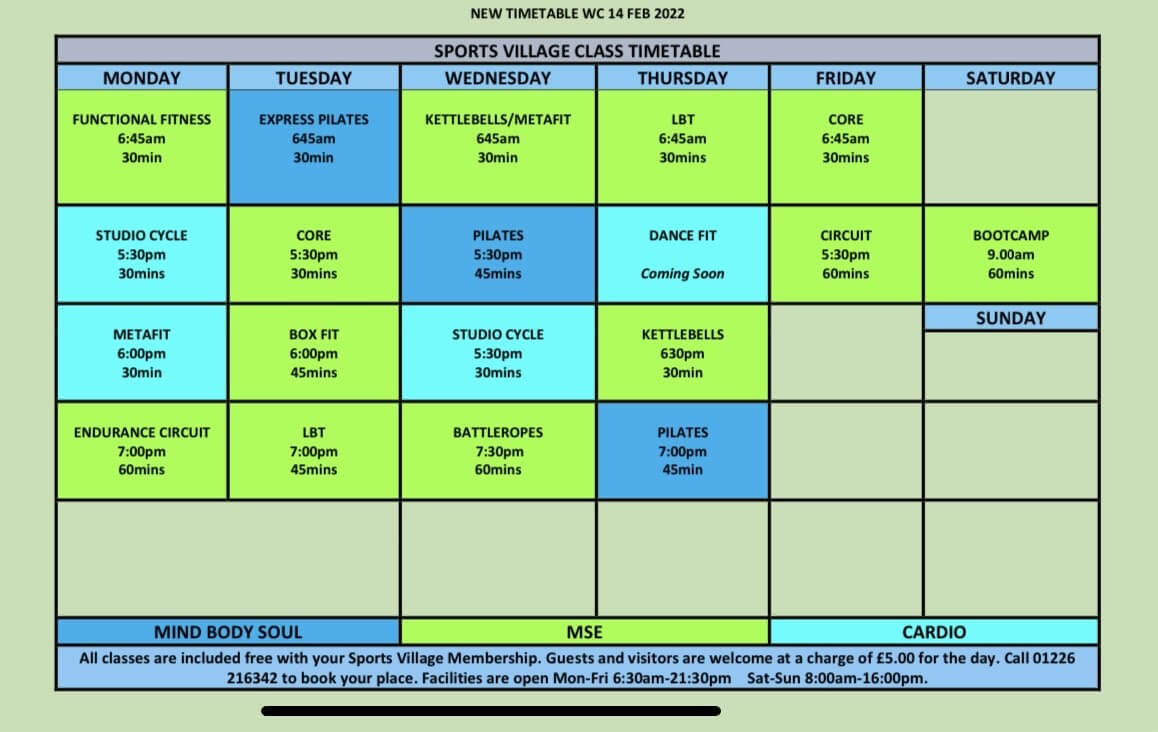 NEW TIMETABLE WC 14 FEB 2022
SPORTS VILLAGE CLASS TIMETABLE
MONDAY TUESDAY WEDNESDAY THURSDAY FRIDAY SATURDAY
FUNCTIONAL FITNESS
6:45am
30min
EXPRESS PILATES
645am
30min
KETTLEBELLS/METAFIT
645am
30min
LBT
6:45am
30mins
CORE
6:45am
30mins
STUDIO CYCLE
5:30pm
30mins
CORE
5:30pm
30mins
PILATES
5:30pm
45mins
DANCE FIT
Coming Soon
CIRCUIT
5:30pm
60mins
BOOTCAMP
9.00am
60mins
METAFIT
6:00pm
30min
BOX FIT
6:00pm
45mins
STUDIO CYCLE
5:30pm
30mins
KETTLEBELLS
630pm
30min
SUNDAY
ENDURANCE CIRCUIT
7:00pm
60mins
LBT
7:00pm
45mins
BATTLEROPES
7:30pm
60mins
PILATES
7:00pm
45min
MIND BODY SOUL MSE CARDIO
All classes are included free with your Sports Village Membership. Guests and visitors are welcome at a charge of £5.00 for the day. Call 01226
216342 to book your place. Facilities are open Mon-Fri 6:30am-21:30pm Sat-Sun 8:00am-16:00pm.